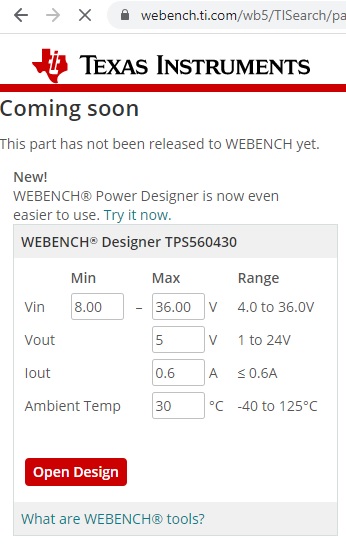 webench.ti.com/wb5/TISearch/pa
TEXAS INSTRUMENTS
Coming soon
This part has not been released to WEBENCH yet.
New!
WEBENCH® Power Designer is now even
easier to use. Try it now.
WEBENCH® Designer TPS560430
Min Max Range
Vin 8.00 – 36.00 V 4.0 to 36.0V
Vout 5 V 1 to 24V
Iout 0.6 A ≤ 0.6A
Ambient Temp 30 °C -40 to 125°C
Open Design
What are WEBENCH® tools?